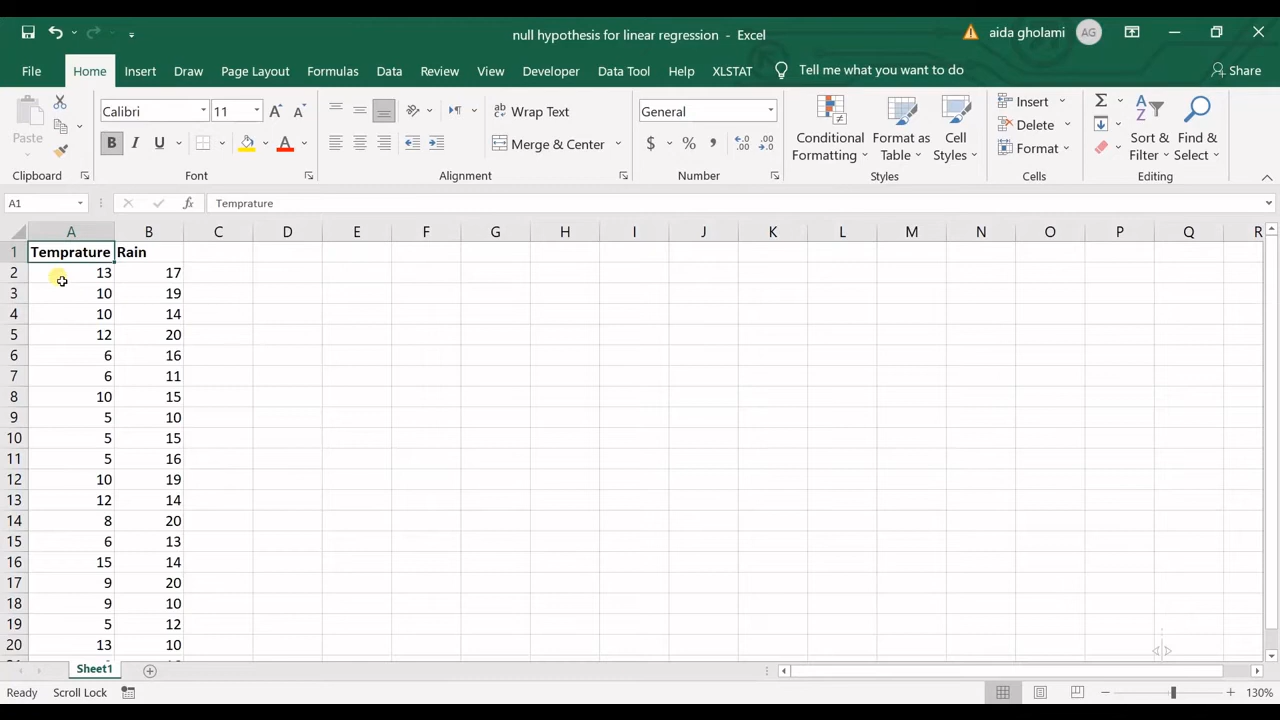 null hypothesis for linear regression - Excel
aida gholami AG
File Home Insert Draw Page Layout Formulas Data Review View Developer Data Tool Help XLSTAT Tell me what you want to do Share
Paste
Calibri 11
B I U A
Wrap Text
Merge & Center
General
$ % ,
Conditional Formatting
Format as Table
Cell Styles
Insert
Delete
Format
Sort & Filter
Find & Select
Clipboard Font Alignment Number Styles Cells Editing
A1 fx Temprature
A B C D E F G H I J K L M N O P Q R
1 Temprature Rain
2 13 17
3 10 19
4 10 14
5 12 20
6 6 16
7 6 11
8 10 15
9 5 10
10 5 15
11 5 16
12 10 19
13 12 14
14 8 20
15 6 13
16 15 14
17 9 20
18 9 10
19 5 12
20 13 10
Sheet1
Ready Scroll Lock 130%